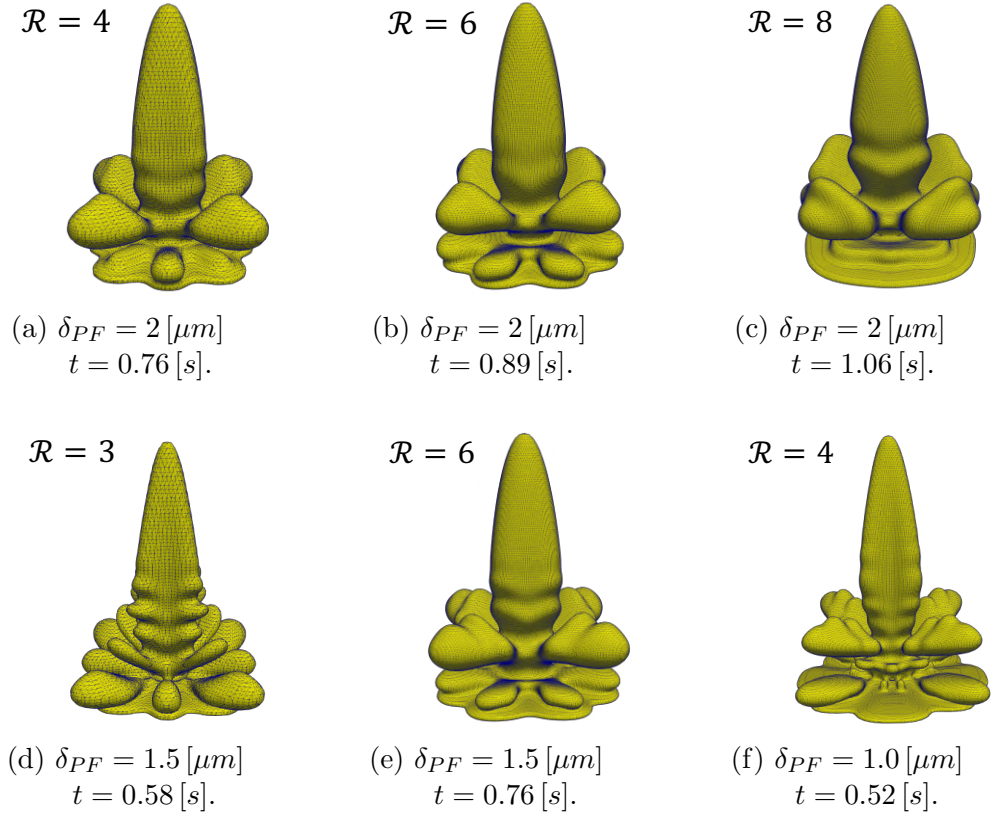 ℛ = 4
ℛ = 6
ℛ = 8
(a) δ_PF = 2 [μm]
t = 0.76 [s].
(b) δ_PF = 2 [μm]
t = 0.89 [s].
(c) δ_PF = 2 [μm]
t = 1.06 [s].
ℛ = 3
ℛ = 6
ℛ = 4
(d) δ_PF = 1.5 [μm]
t = 0.58 [s].
(e) δ_PF = 1.5 [μm]
t = 0.76 [s].
(f) δ_PF = 1.0 [μm]
t = 0.52 [s].